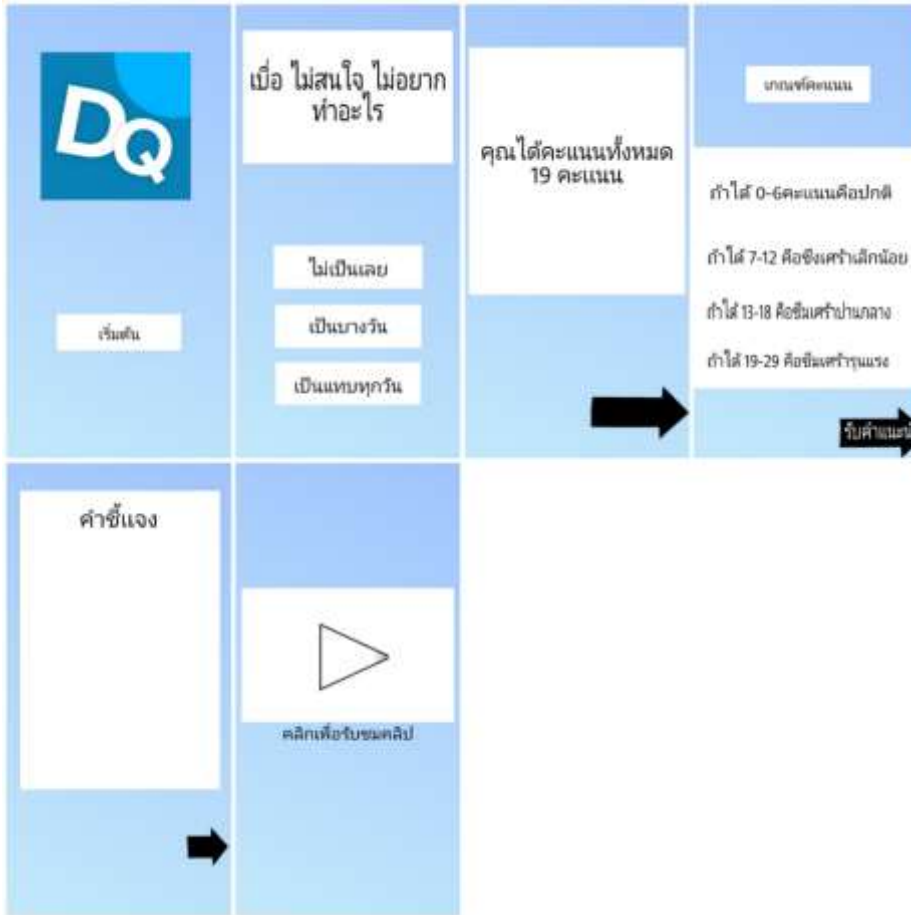 DQ
เริ่มต้น
เบื่อ ไม่สนใจ ไม่อยาก
ทำอะไร
ไม่เป็นเลย
เป็นบางวัน
เป็นแทบทุกวัน
คุณได้คะแนนทั้งหมด
19 คะแนน
เกณฑ์คะแนน
ถ้าได้ 0-6คะแนนคือปกติ
ถ้าได้ 7-12 คือซึมเศร้าเล็กน้อย
ถ้าได้ 13-18 คือซึมเศร้าปานกลาง
ถ้าได้ 19-29 คือซึมเศร้ารุนแรง
รับคำแนะนำ
คำชี้แจง
คลิกเพื่อรับชมคลิป